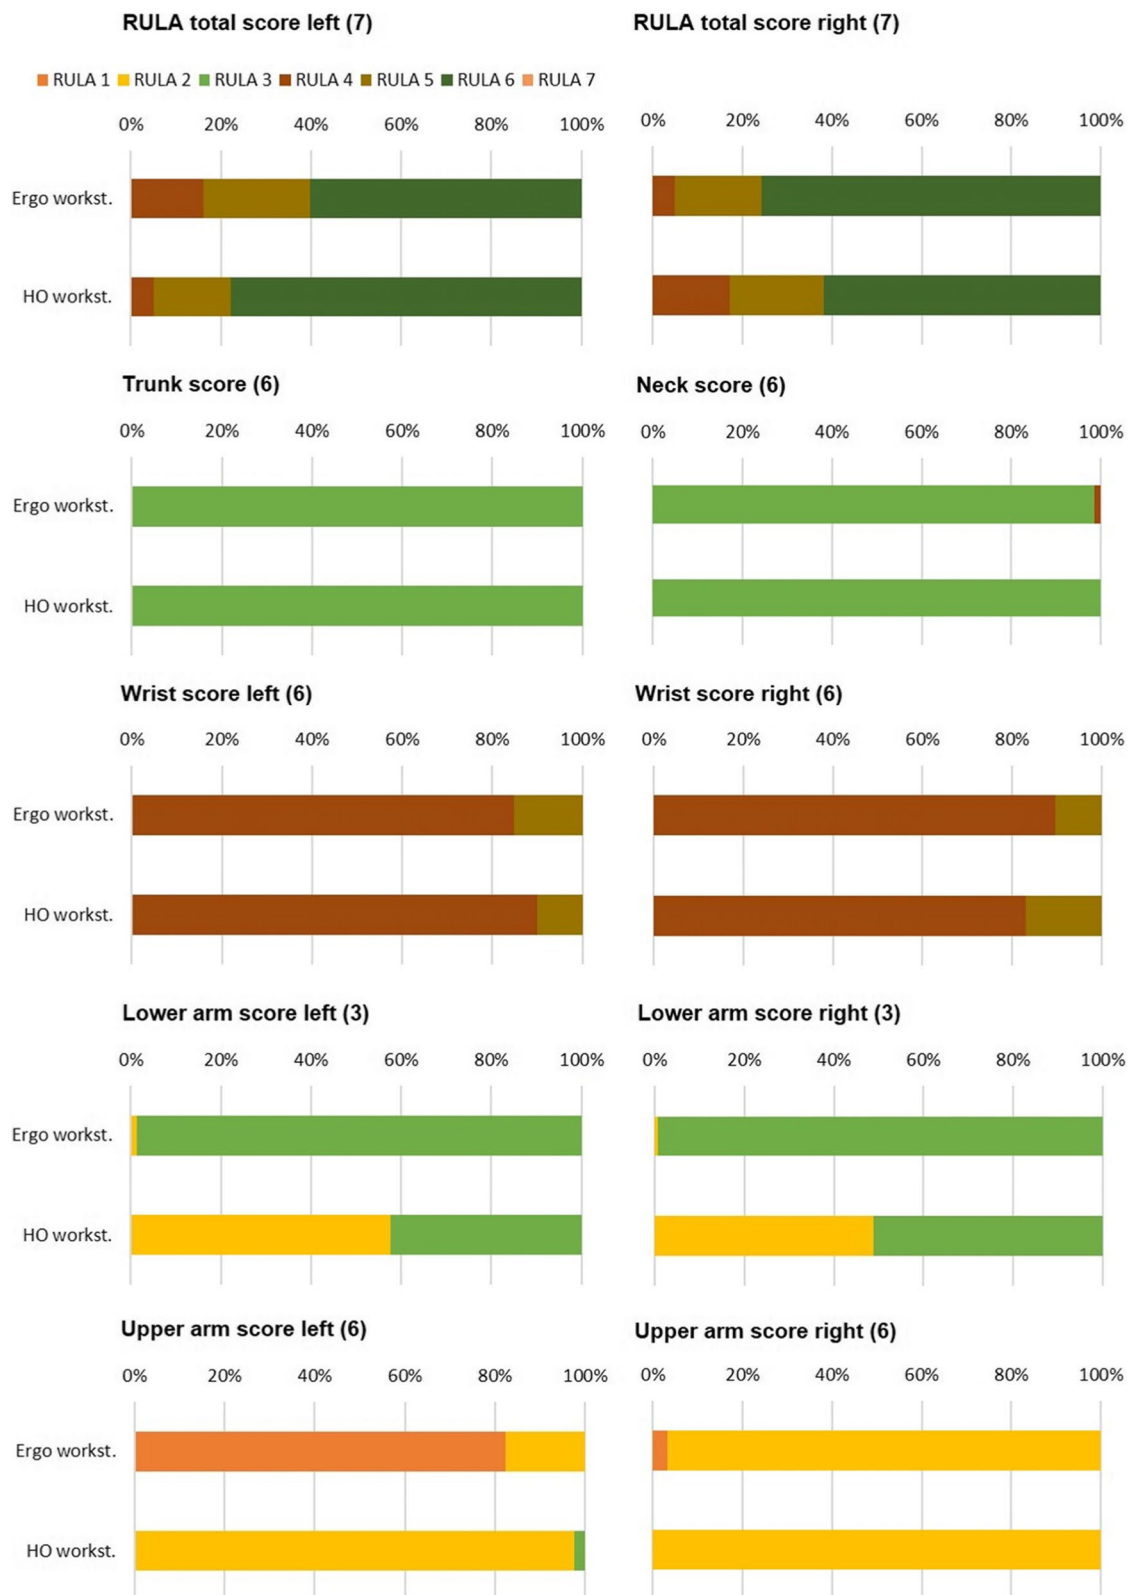 RULA total score left (7) RULA total score right (7)
RULA 1 RULA 2 RULA 3 RULA 4 RULA 5 RULA 6 RULA 7
0% 20% 40% 60% 80% 100% 0% 20% 40% 60% 80% 100%
Ergo workst.
HO workst.
Trunk score (6) Neck score (6)
0% 20% 40% 60% 80% 100% 0% 20% 40% 60% 80% 100%
Ergo workst.
HO workst.
Wrist score left (6) Wrist score right (6)
0% 20% 40% 60% 80% 100% 0% 20% 40% 60% 80% 100%
Ergo workst.
HO workst.
Lower arm score left (3) Lower arm score right (3)
0% 20% 40% 60% 80% 100% 0% 20% 40% 60% 80% 100%
Ergo workst.
HO workst.
Upper arm score left (6) Upper arm score right (6)
0% 20% 40% 60% 80% 100% 0% 20% 40% 60% 80% 100%
Ergo workst.
HO workst.